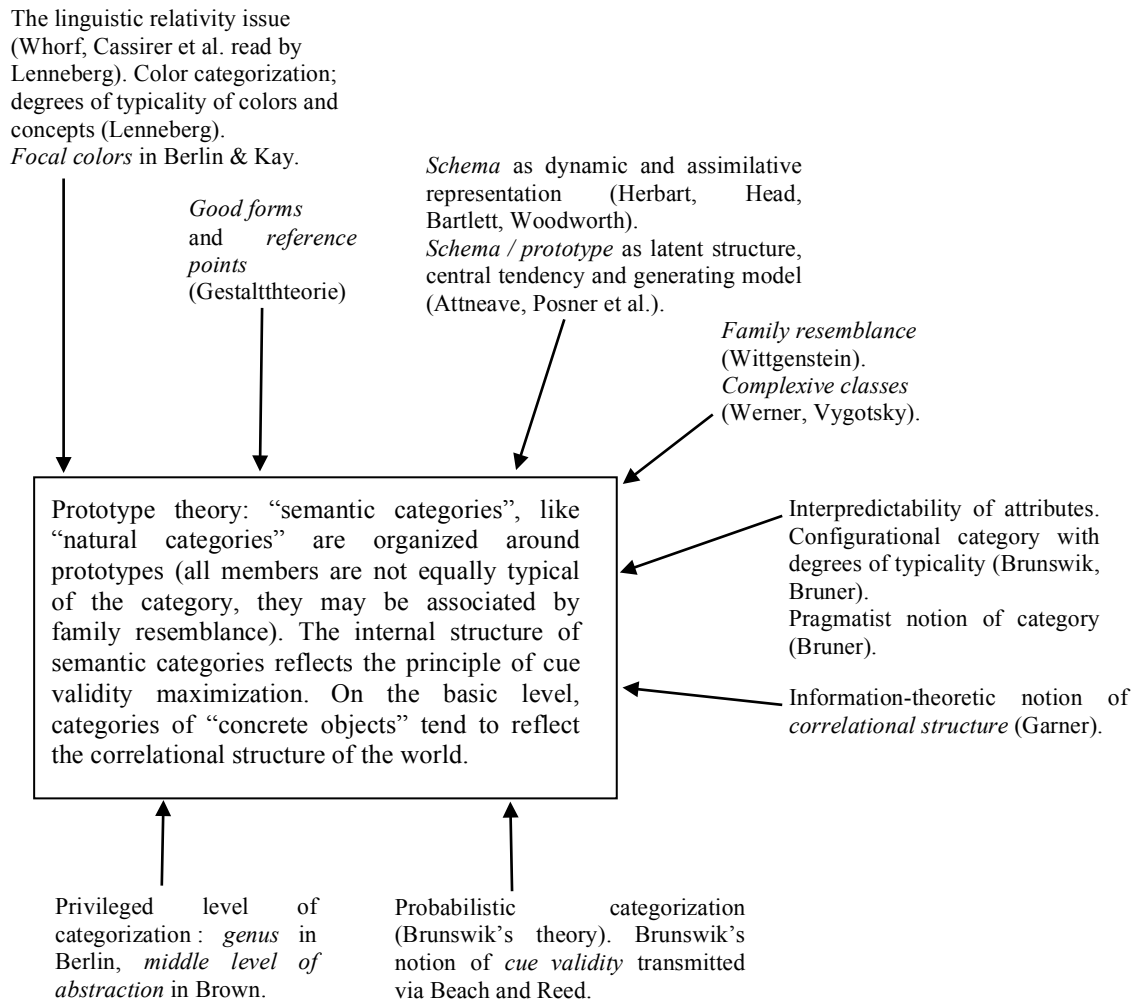 The linguistic relativity issue
(Whorf, Cassirer et al. read by
Lenneberg). Color categorization;
degrees of typicality of colors and
concepts (Lenneberg).
Focal colors in Berlin & Kay.
Good forms
and reference
points
(Gestaltthteorie)
Schema as dynamic and assimilative
representation (Herbart, Head,
Bartlett, Woodworth).
Schema / prototype as latent structure,
central tendency and generating model
(Attneave, Posner et al.).
Family resemblance
(Wittgenstein).
Complexive classes
(Werner, Vygotsky).
Prototype theory: “semantic categories”, like
“natural categories” are organized around
prototypes (all members are not equally typical
of the category, they may be associated by
family resemblance). The internal structure of
semantic categories reflects the principle of cue
validity maximization. On the basic level,
categories of “concrete objects” tend to reflect
the correlational structure of the world.
Interpredictability of attributes.
Configurational category with
degrees of typicality (Brunswik,
Bruner).
Pragmatist notion of category
(Bruner).
Information-theoretic notion of
correlational structure (Garner).
Privileged level of
categorization : genus in
Berlin, middle level of
abstraction in Brown.
Probabilistic categorization
(Brunswik’s theory). Brunswik’s
notion of cue validity transmitted
via Beach and Reed.